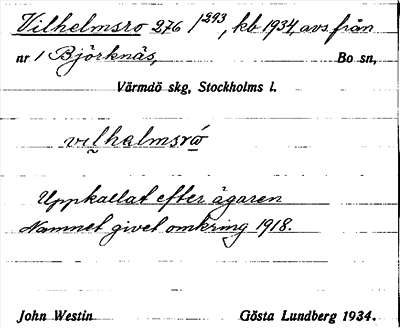 Vilhelmsro 276 1/293, kb 1934, avs från
nr 1 Björknäs, Bo sn,
Värmdö skg, Stockholms l.
vilhalmsrẃ
Uppkallat efter ägaren
Namnet givet omkring 1918.
John Westin Gösta Lundberg 1934.